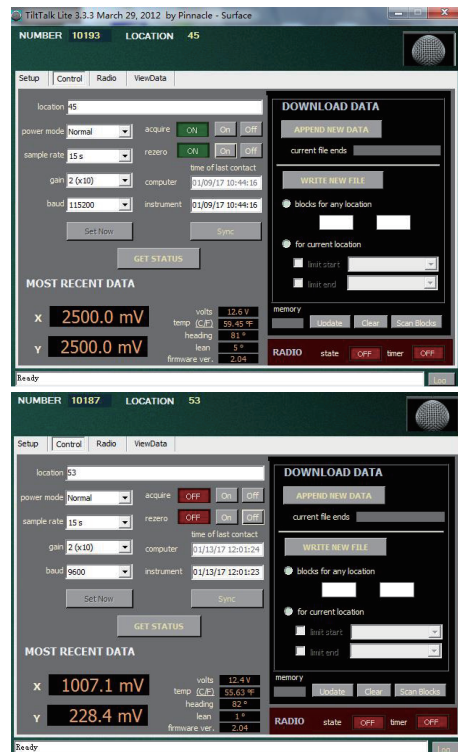 TiltTalk Lite 3.3.3 March 29, 2012 by Pinnacle - Surface
NUMBER 10193 LOCATION 45
Setup Control Radio ViewData
location 45
power mode Normal acquire ON On Off
sample rate 15 s rezero ON On Off
time of last contact
gain 2 (x10) computer 01/09/17 10:44:16
baud 115200 instrument 01/09/17 10:44:16
Set Now Sync
GET STATUS
MOST RECENT DATA
X 2500.0 mV
Y 2500.0 mV
volts 12.6 V
temp (C/F) 59.45 °F
heading 81 °
lean 5 °
firmware ver. 2.04
DOWNLOAD DATA
APPEND NEW DATA
current file ends
WRITE NEW FILE
blocks for any location
for current location
limit start
limit end
memory
Update Clear Scan Blocks
RADIO state OFF timer OFF
Ready Log
NUMBER 10187 LOCATION 53
Setup Control Radio ViewData
location 53
power mode Normal acquire OFF On Off
sample rate 15 s rezero OFF On Off
time of last contact
gain 2 (x10) computer 01/13/17 12:01:24
baud 9600 instrument 01/13/17 12:01:23
Set Now Sync
GET STATUS
MOST RECENT DATA
X 1007.1 mV
Y 228.4 mV
volts 12.4 V
temp (C/F) 55.63 °F
heading 82 °
lean 1 °
firmware ver. 2.04
DOWNLOAD DATA
APPEND NEW DATA
current file ends
WRITE NEW FILE
blocks for any location
for current location
limit start
limit end
memory
Update Clear Scan Blocks
RADIO state OFF timer OFF
Ready Log